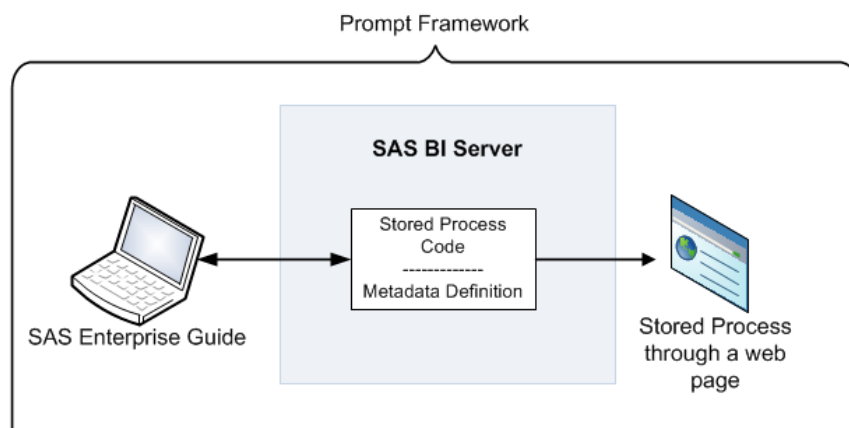 Prompt Framework
SAS BI Server
Stored Process
Code
-------------
Metadata Definition
SAS Enterprise Guide
Stored Process
through a web
page